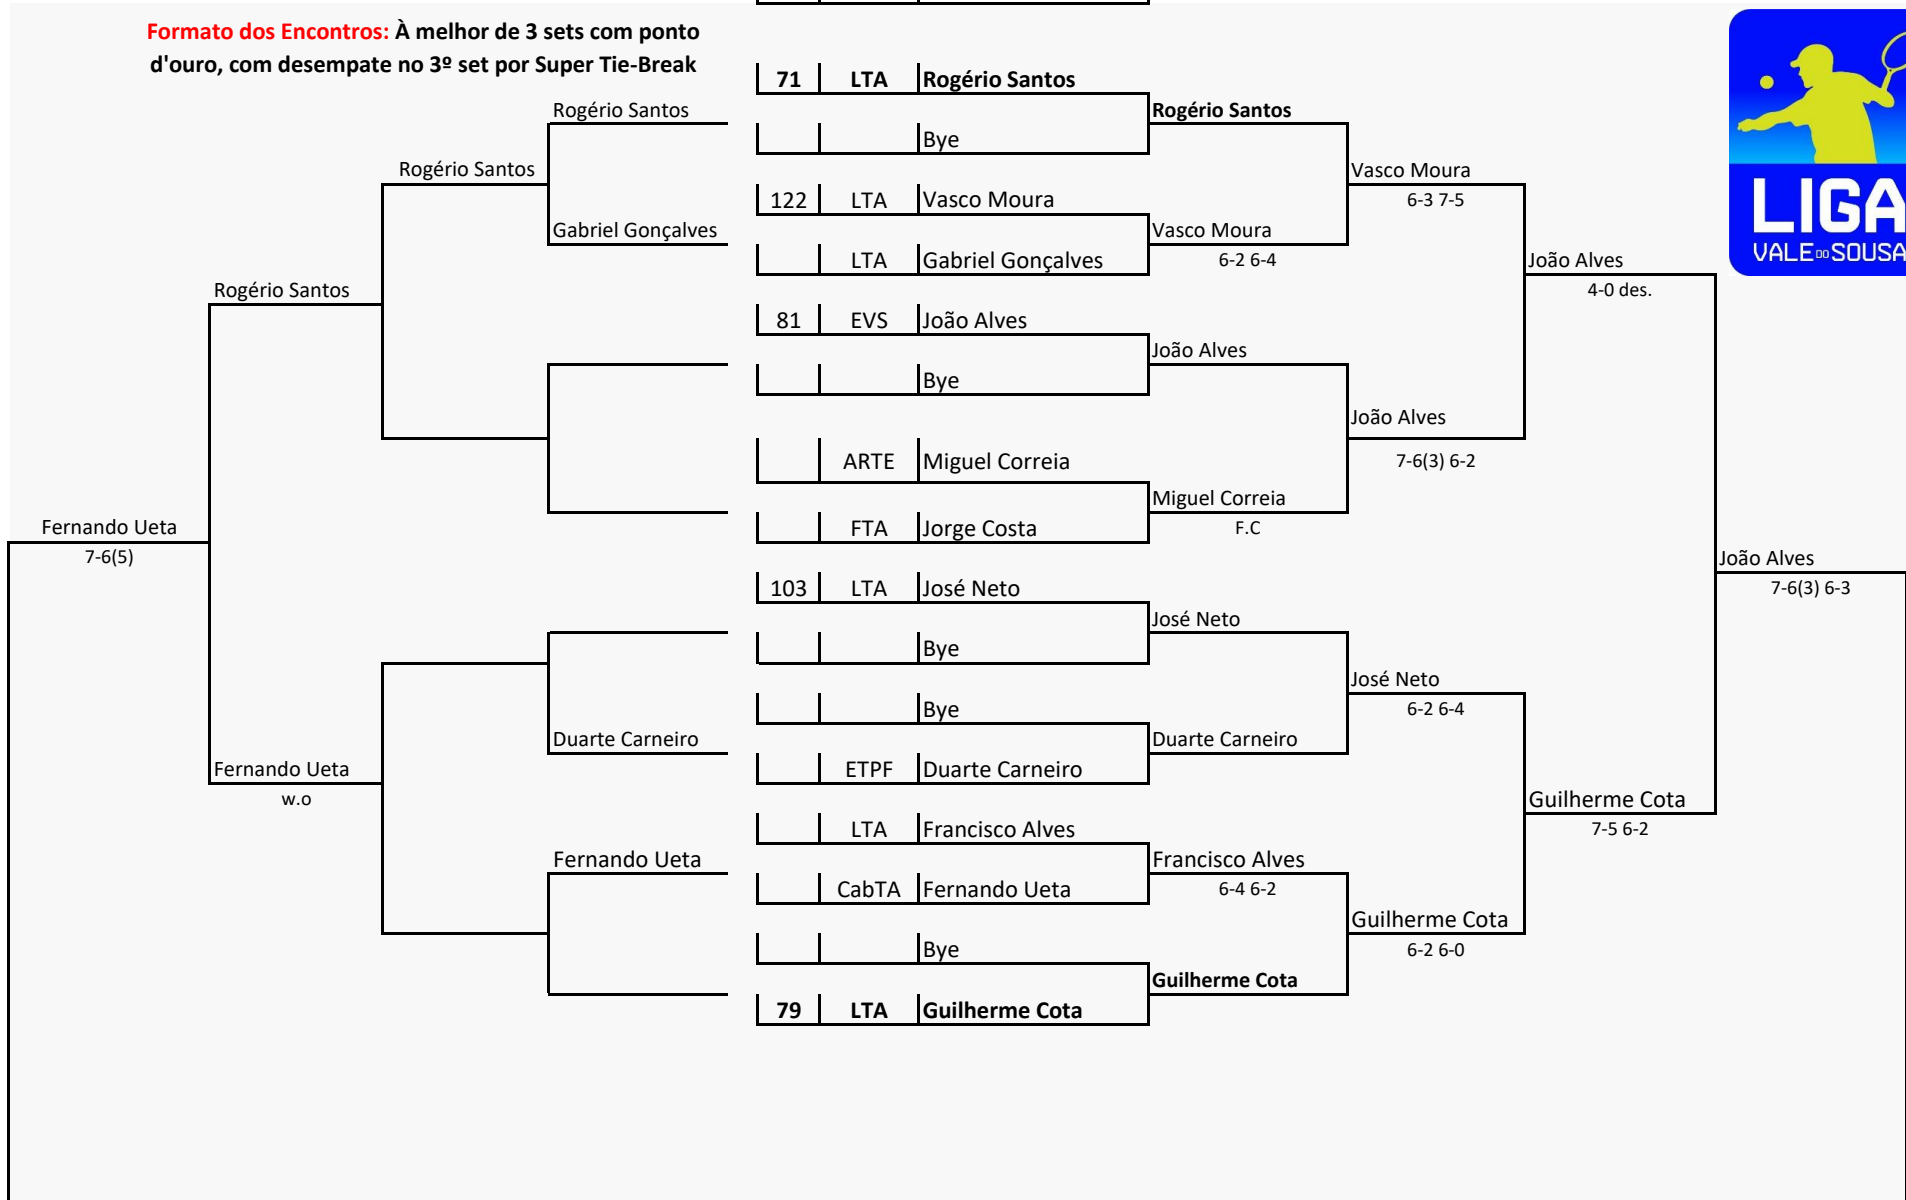 Formato dos Encontros: À melhor de 3 sets com ponto
d'ouro, com desempate no 3º set por Super Tie-Break
71 LTA Rogério Santos
Rogério Santos
Rogério Santos
Bye
Rogério Santos
Vasco Moura
122 LTA Vasco Moura
6-3 7-5
Gabriel Gonçalves
Vasco Moura
LTA Gabriel Gonçalves
6-2 6-4
João Alves
Rogério Santos
4-0 des.
81 EVS João Alves
João Alves
Bye
João Alves
ARTE Miguel Correia
7-6(3) 6-2
Miguel Correia
Fernando Ueta
FTA Jorge Costa
F.C
7-6(5)
João Alves
103 LTA José Neto
7-6(3) 6-3
José Neto
Bye
José Neto
Bye
6-2 6-4
Duarte Carneiro
Duarte Carneiro
Fernando Ueta
ETPF Duarte Carneiro
w.o
Guilherme Cota
LTA Francisco Alves
7-5 6-2
Fernando Ueta
Francisco Alves
CabTA Fernando Ueta
6-4 6-2
Guilherme Cota
Bye
6-2 6-0
Guilherme Cota
79 LTA Guilherme Cota
LIGA
VALE DO SOUSA